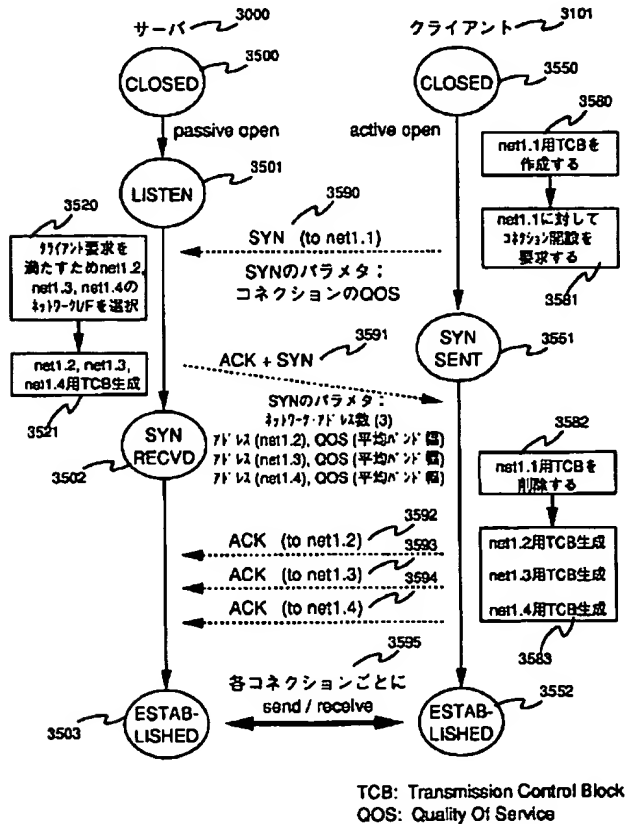 サーバ 3000
クライアント 3101
3500
CLOSED
3550
CLOSED
passive open
active open
3580
net1.1用TCBを
作成する
3501
LISTEN
3590
SYN (to net1.1)
SYNのパラメタ：
コネクションのQOS
net1.1に対して
コネクション開設を
要求する
3581
3520
クライアント要求を
満たすためnet1.2,
net1.3, net1.4の
ネットワークI/Fを選択
net1.2, net1.3,
net1.4用TCB生成
3521
3591
ACK + SYN
SYN
SENT
3551
SYNのパラメタ：
ネットワーク・アドレス数 (3)
アドレス (net1.2), QOS (平均バンド幅)
アドレス (net1.3), QOS (平均バンド幅)
アドレス (net1.4), QOS (平均バンド幅)
SYN
RECVD
3502
3582
net1.1用TCBを
削除する
3592
ACK (to net1.2)
3593
ACK (to net1.3)
3594
ACK (to net1.4)
net1.2用TCB生成
net1.3用TCB生成
net1.4用TCB生成
3583
3595
各コネクションごとに
send / receive
3503
ESTAB-
LISHED
3552
ESTAB-
LISHED
TCB: Transmission Control Block
QOS: Quality Of Service